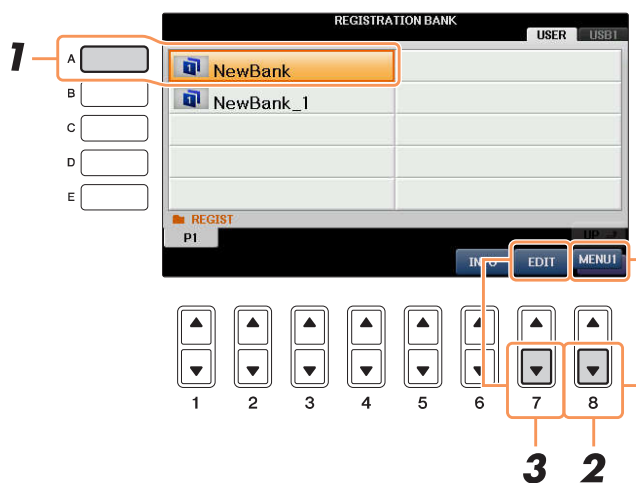 REGISTRATION BANK
USER USB1
1
A
NewBank
B
NewBank_1
C
D
E
REGIST
P1
UP
EDIT MENU1
1 2 3 4 5 6 7 8
3 2